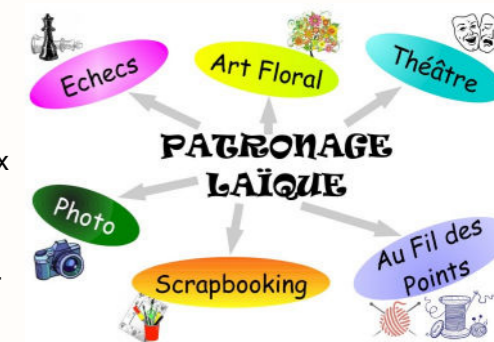 Echecs
Art Floral
Théâtre
PATRONAGE
LAÏQUE
x
Photo
Scrapbooking
Au Fil des
Points
.